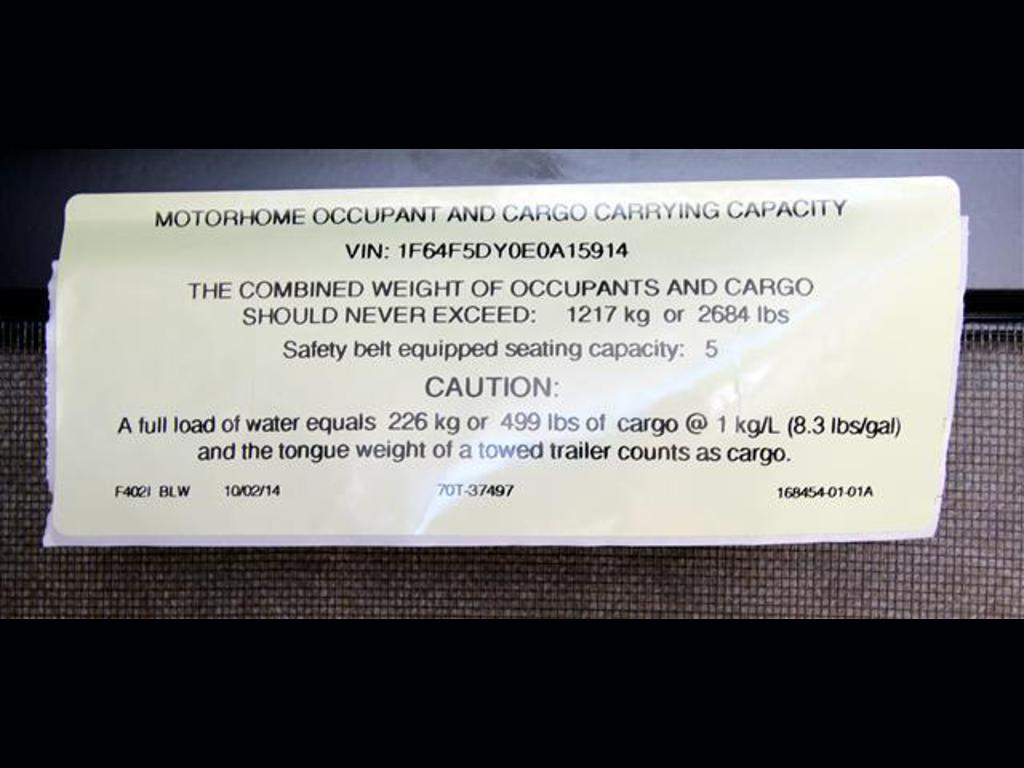 MOTORHOME OCCUPANT AND CARGO CARRYING CAPACITY
VIN: 1F64F5DY0E0A15914
THE COMBINED WEIGHT OF OCCUPANTS AND CARGO
SHOULD NEVER EXCEED: 1217 kg or 2684 lbs
Safety belt equipped seating capacity: 5
CAUTION:
A full load of water equals 226 kg or 499 lbs of cargo @ 1 kg/L (8.3 lbs/gal)
and the tongue weight of a towed trailer counts as cargo.
F402I BLW 10/02/14 70T-37497 168454-01-01A